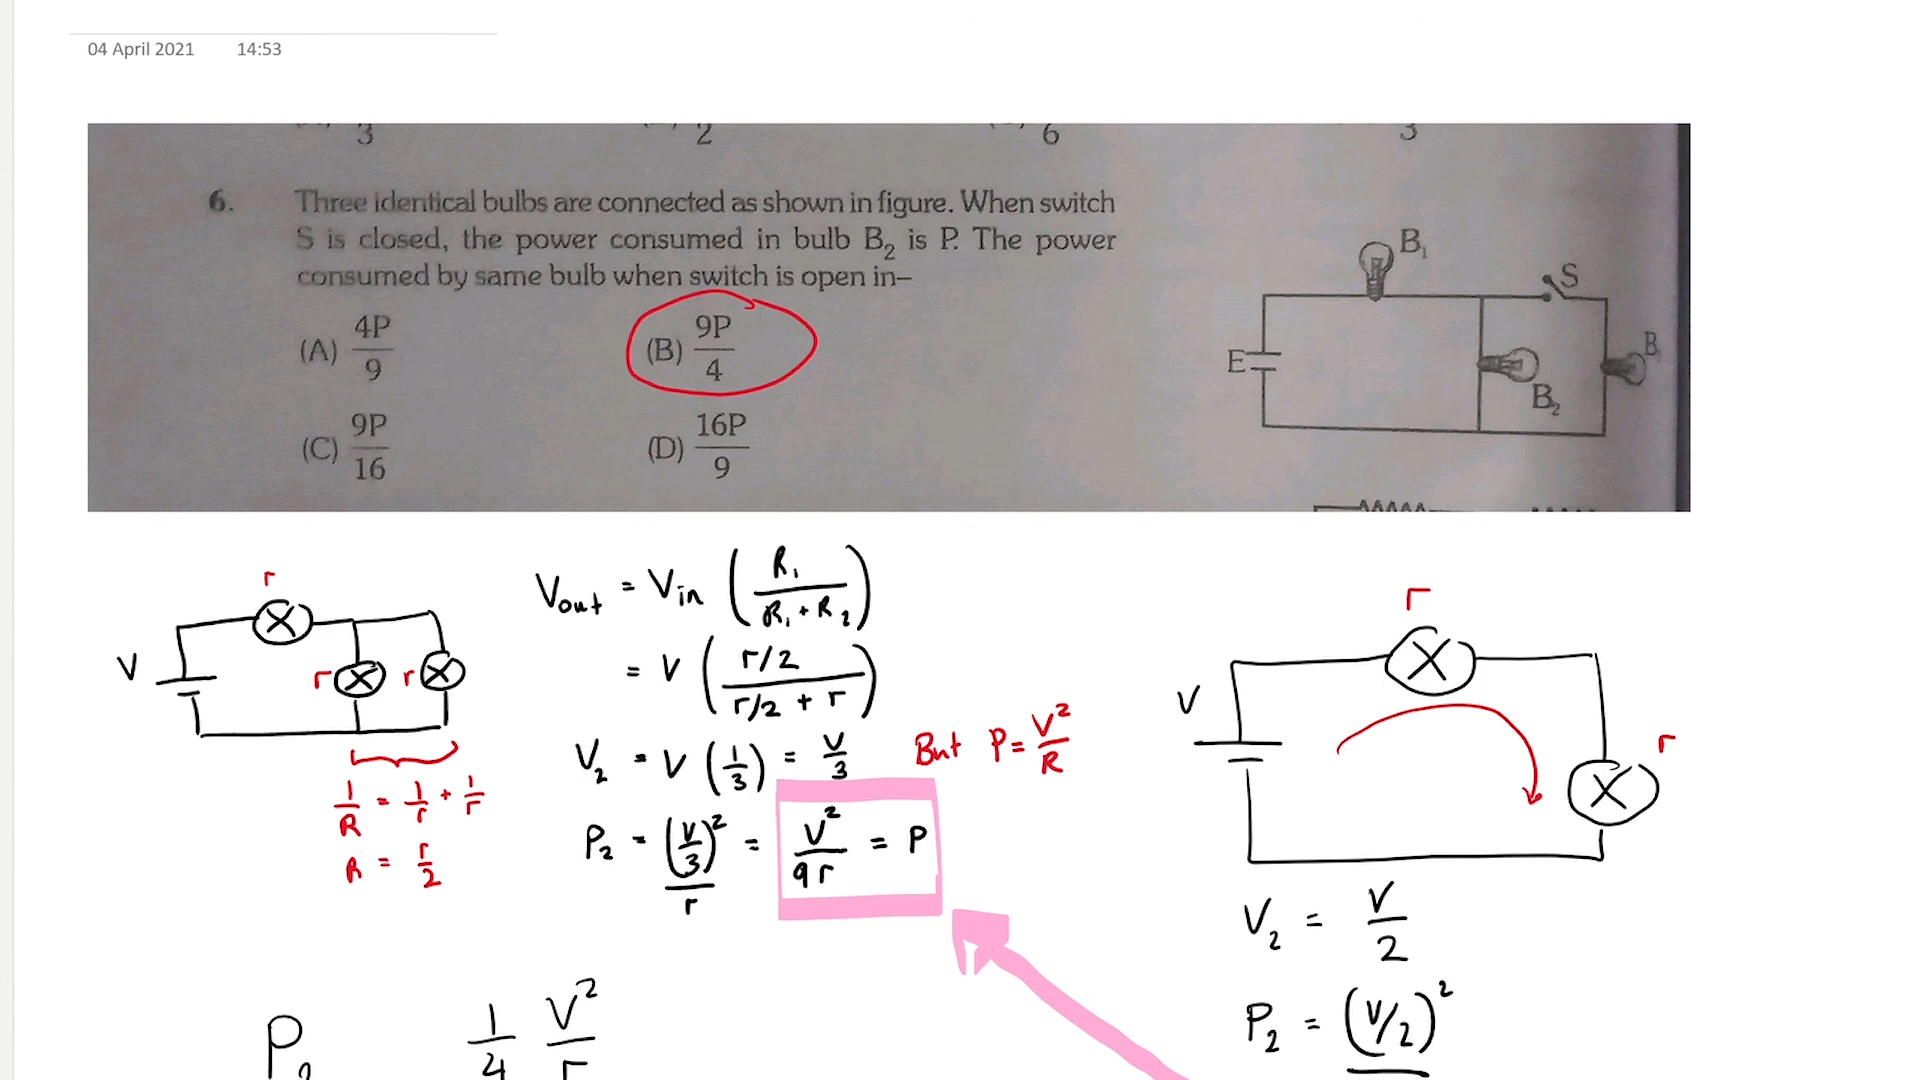 04 April 2021 14:53
3 2 6 3
6. Three identical bulbs are connected as shown in figure. When switch
S is closed, the power consumed in bulb B₂ is P. The power
consumed by same bulb when switch is open in–
(A) 4P/9 (B) 9P/4
(C) 9P/16 (D) 16P/9
B₁
S
E
B₂
B
r
V
r r
1/R = 1/r + 1/r
R = r/2
Vout = Vin (R₁/(R₁ + R₂))
= V ((r/2)/(r/2 + r))
V₂ = V (1/3) = V/3
But P = V²/R
P₂ = (V/3)²/r = V²/9r = P
r
V
r
V₂ = V/2
P₂ = (V/2)²
P₂ 1/4 V²/r